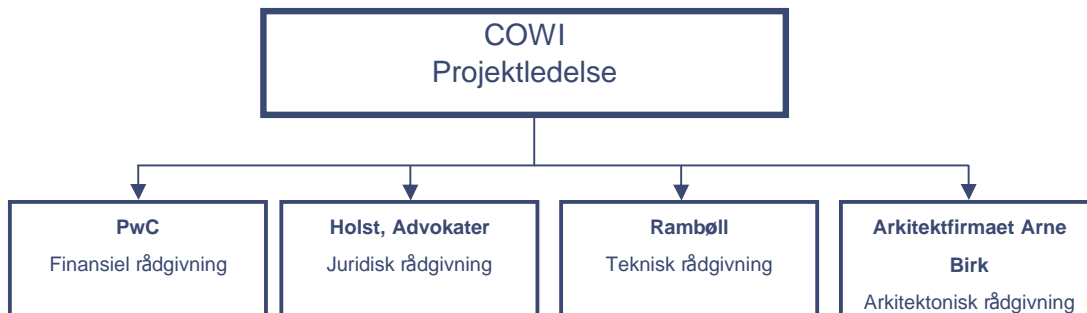 COWI
Projektledelse
PwC
Finansiel rådgivning
Holst, Advokater
Juridisk rådgivning
Rambøll
Teknisk rådgivning
Arkitektfirmaet Arne
Birk
Arkitektonisk rådgivning